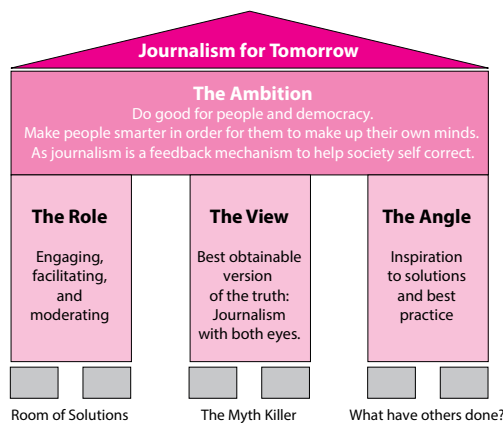 Journalism for Tomorrow
The Ambition
Do good for people and democracy.
Make people smarter in order for them to make up their own minds.
As journalism is a feedback mechanism to help society self correct.
The Role
Engaging,
facilitating,
and
moderating
The View
Best obtainable
version
of the truth:
Journalism
with both eyes.
The Angle
Inspiration
to solutions
and best
practice
Room of Solutions
The Myth Killer
What have others done?